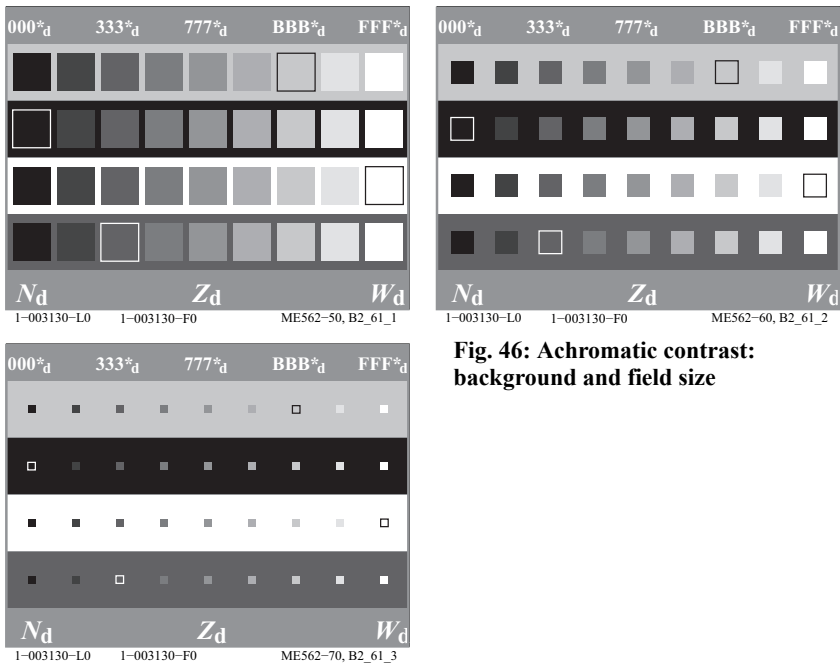 000*d 333*d 777*d BBB*d FFF*d
Nd Zd Wd
1−003130−L0 1−003130−F0 ME562−50, B2_61_1
000*d 333*d 777*d BBB*d FFF*d
Nd Zd Wd
1−003130−L0 1−003130−F0 ME562−60, B2_61_2
Fig. 46: Achromatic contrast:
background and field size
000*d 333*d 777*d BBB*d FFF*d
Nd Zd Wd
1−003130−L0 1−003130−F0 ME562−70, B2_61_3